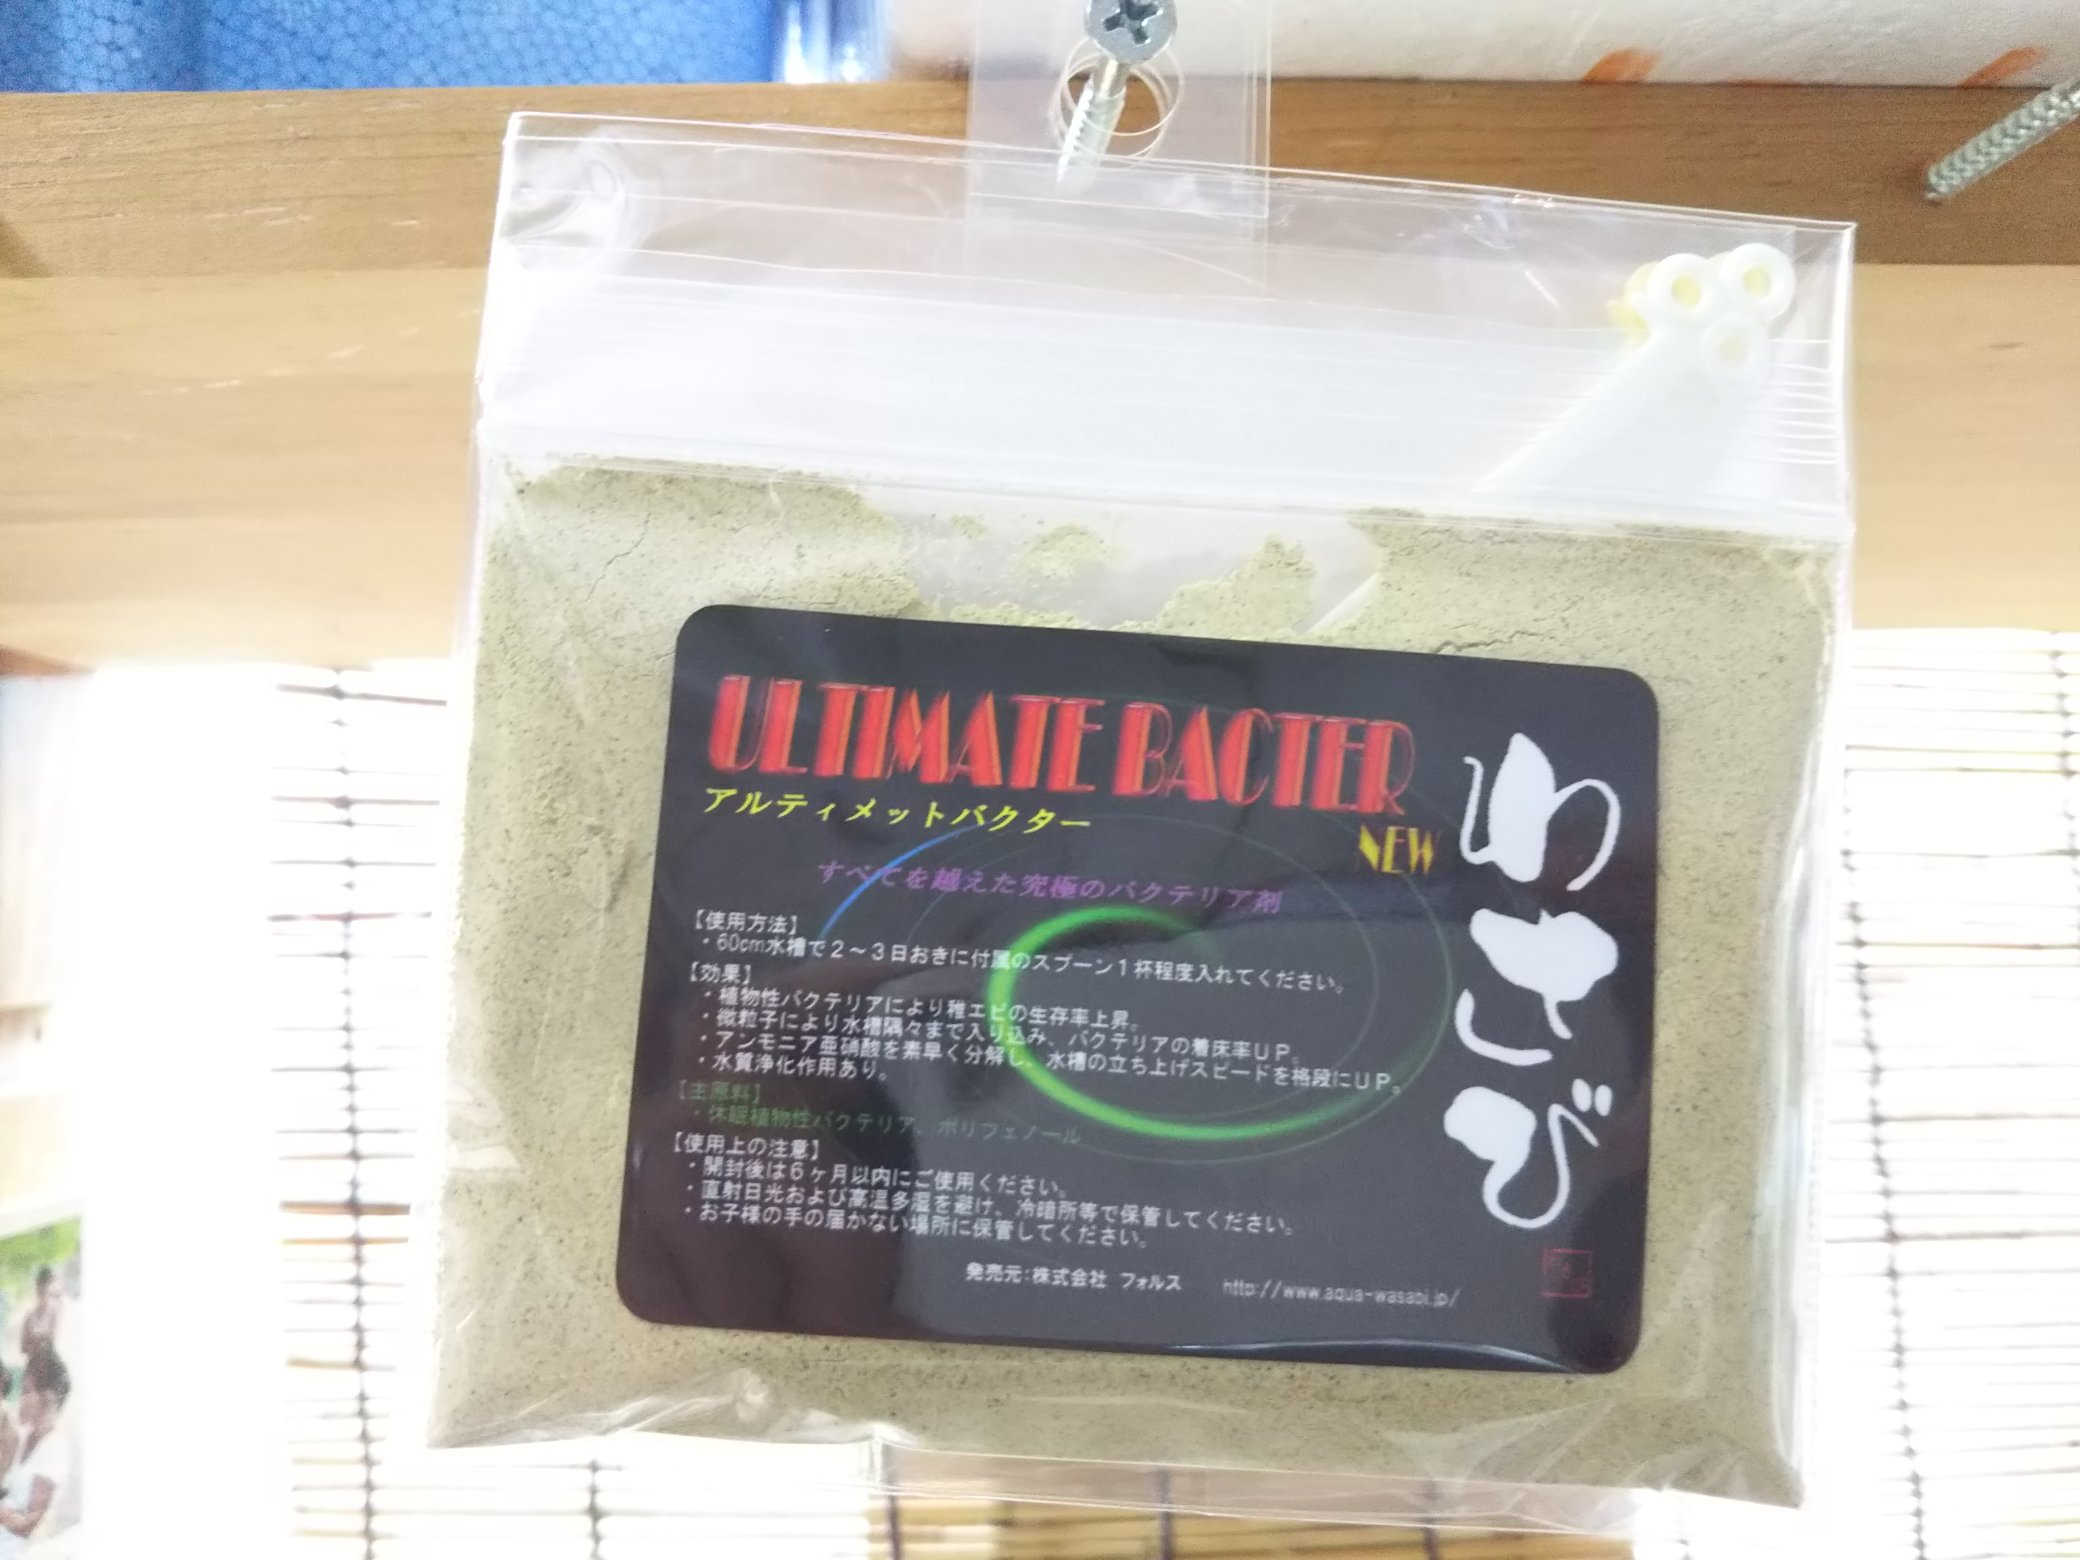 ULTIMATE BACTER
アルティメットバクター
NEW
わさび
すべてを越えた究極のバクテリア剤
【使用方法】
・60cm水槽で２～３日おきに付属のスプーン１杯程度入れてください。
【効果】
・植物性バクテリアにより稚エビの生存率上昇。
・微粒子により水槽隅々まで入り込み、バクテリアの着床率ＵＰ。
・アンモニア亜硝酸を素早く分解し、水槽の立ち上げスピードを格段にＵＰ。
・水質浄化作用あり。
【主原料】
・休眠植物性バクテリア、ポリフェノール
【使用上の注意】
・開封後は６ヶ月以内にご使用ください。
・直射日光および高温多湿を避け、冷暗所等で保管してください。
・お子様の手の届かない場所に保管してください。
発売元：株式会社 フォルス http://www.aqua-wasabi.jp/